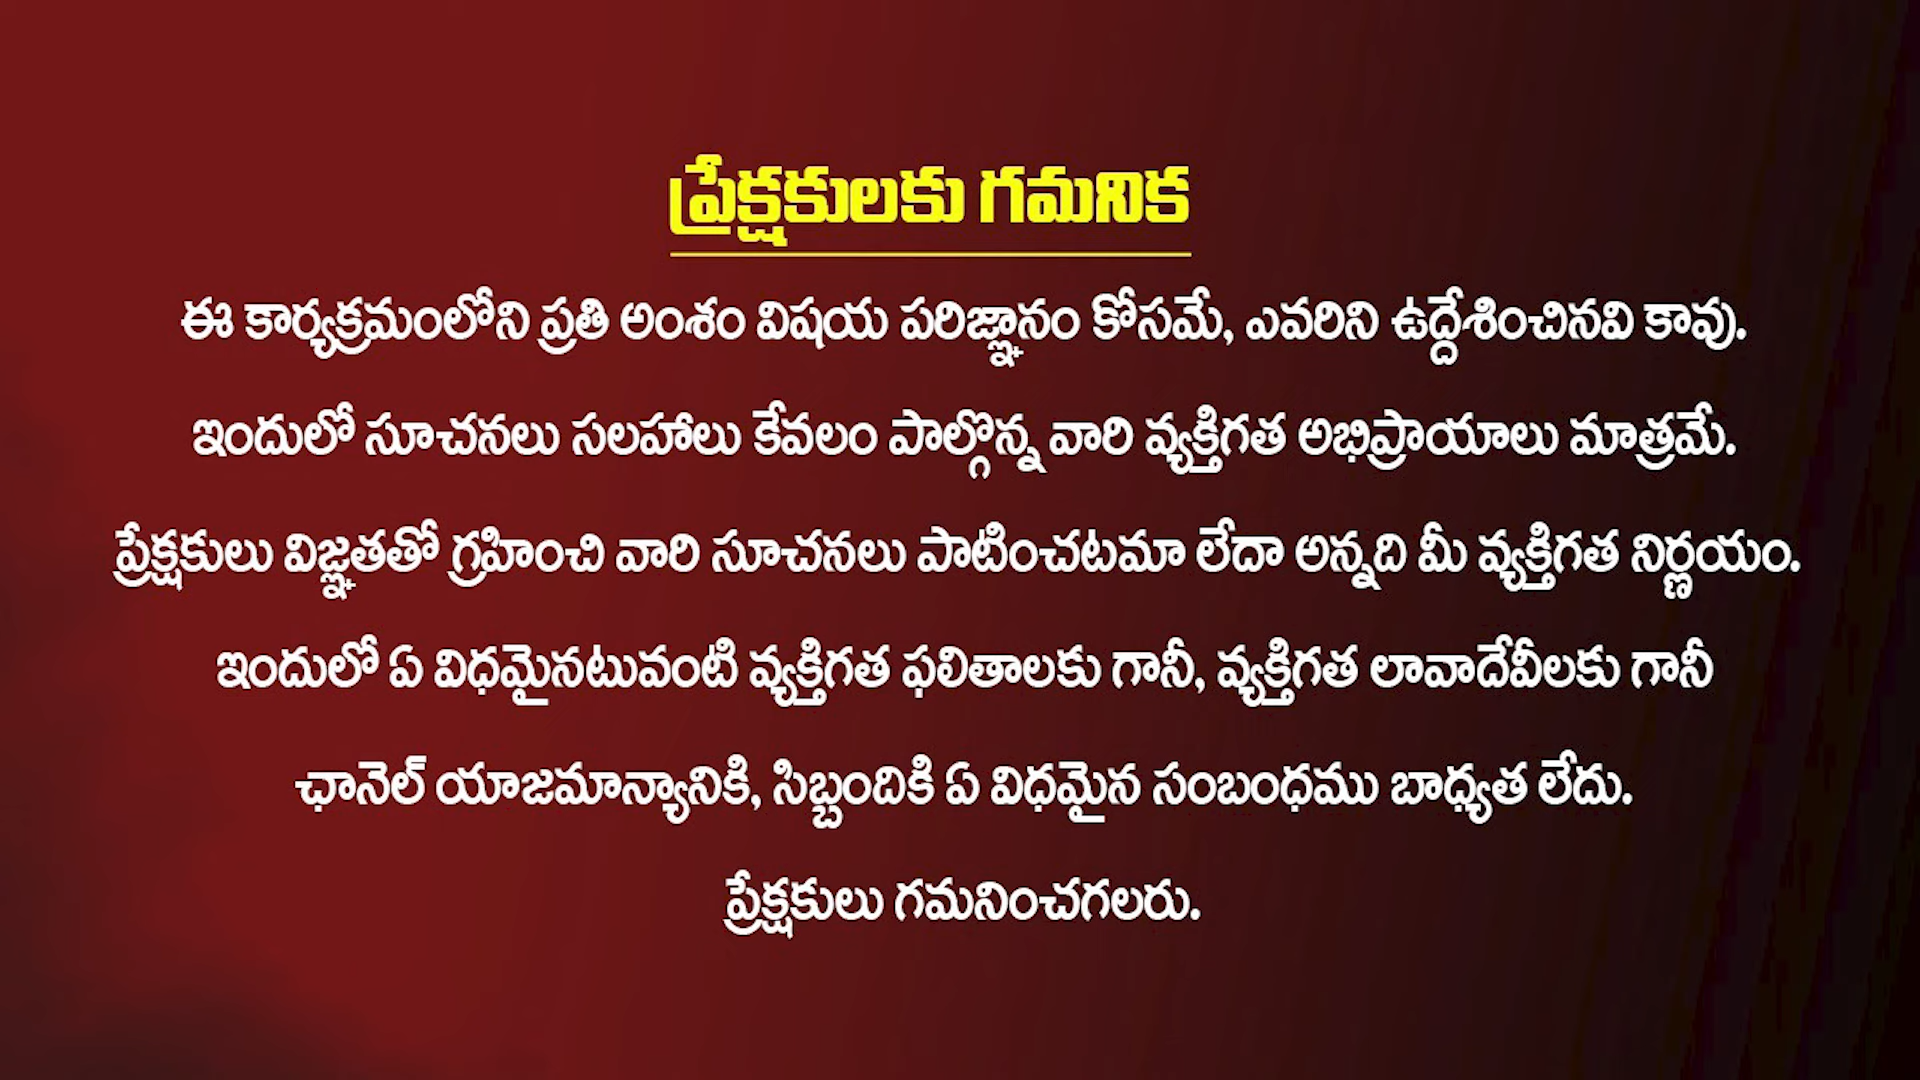 ప్రేక్షకులకు గమనిక
ఈ కార్యక్రమంలోని ప్రతి అంశం విషయ పరిజ్ఞానం కోసమే, ఎవరిని ఉద్దేశించినవి కావు.
ఇందులో సూచనలు సలహాలు కేవలం పాల్గొన్న వారి వ్యక్తిగత అభిప్రాయాలు మాత్రమే.
ప్రేక్షకులు విజ్ఞతతో గ్రహించి వారి సూచనలు పాటించటమా లేదా అన్నది మీ వ్యక్తిగత నిర్ణయం.
ఇందులో ఏ విధమైనటువంటి వ్యక్తిగత ఫలితాలకు గానీ, వ్యక్తిగత లావాదేవీలకు గానీ
ఛానెల్ యాజమాన్యానికి, సిబ్బందికి ఏ విధమైన సంబంధము బాధ్యత లేదు.
ప్రేక్షకులు గమనించగలరు.